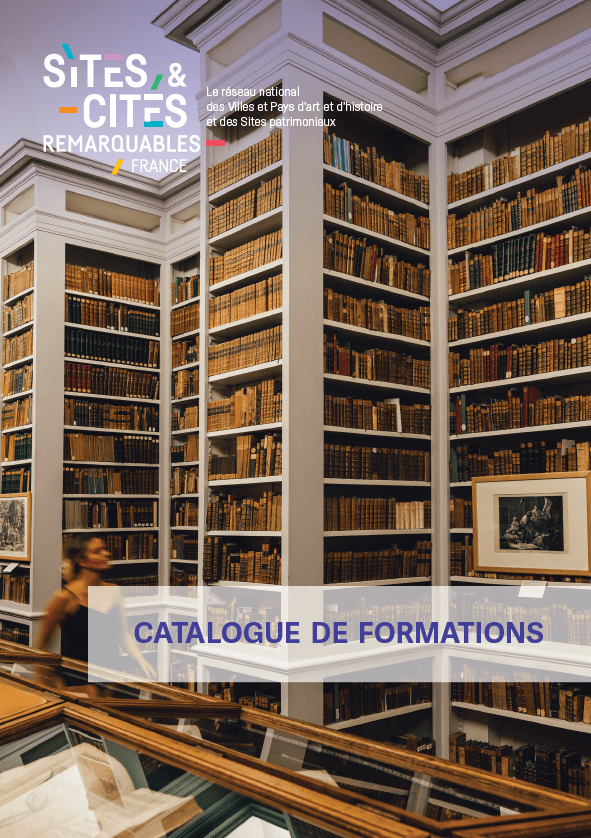 SITES &
CITÉS
REMARQUABLES
FRANCE
Le réseau national
des Villes et Pays d'art et d'histoire
et des Sites patrimoniaux
CATALOGUE DE FORMATIONS